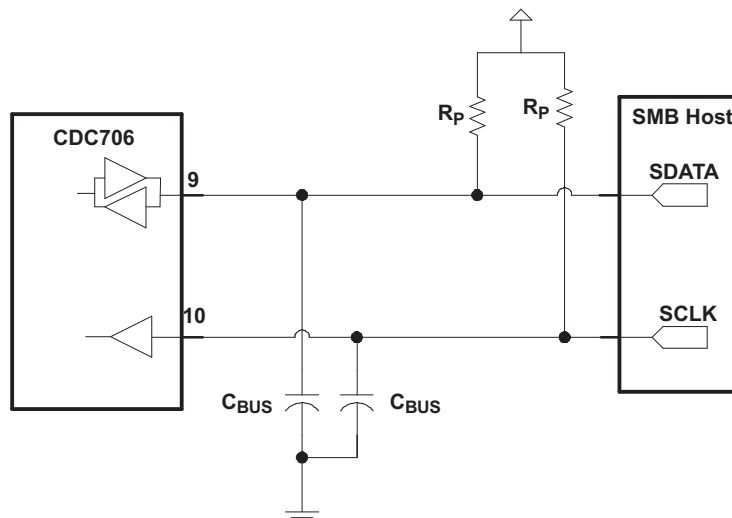 R_P
R_P
CDC706
SMB Host
SDATA
9
10
SCLK
C_BUS
C_BUS